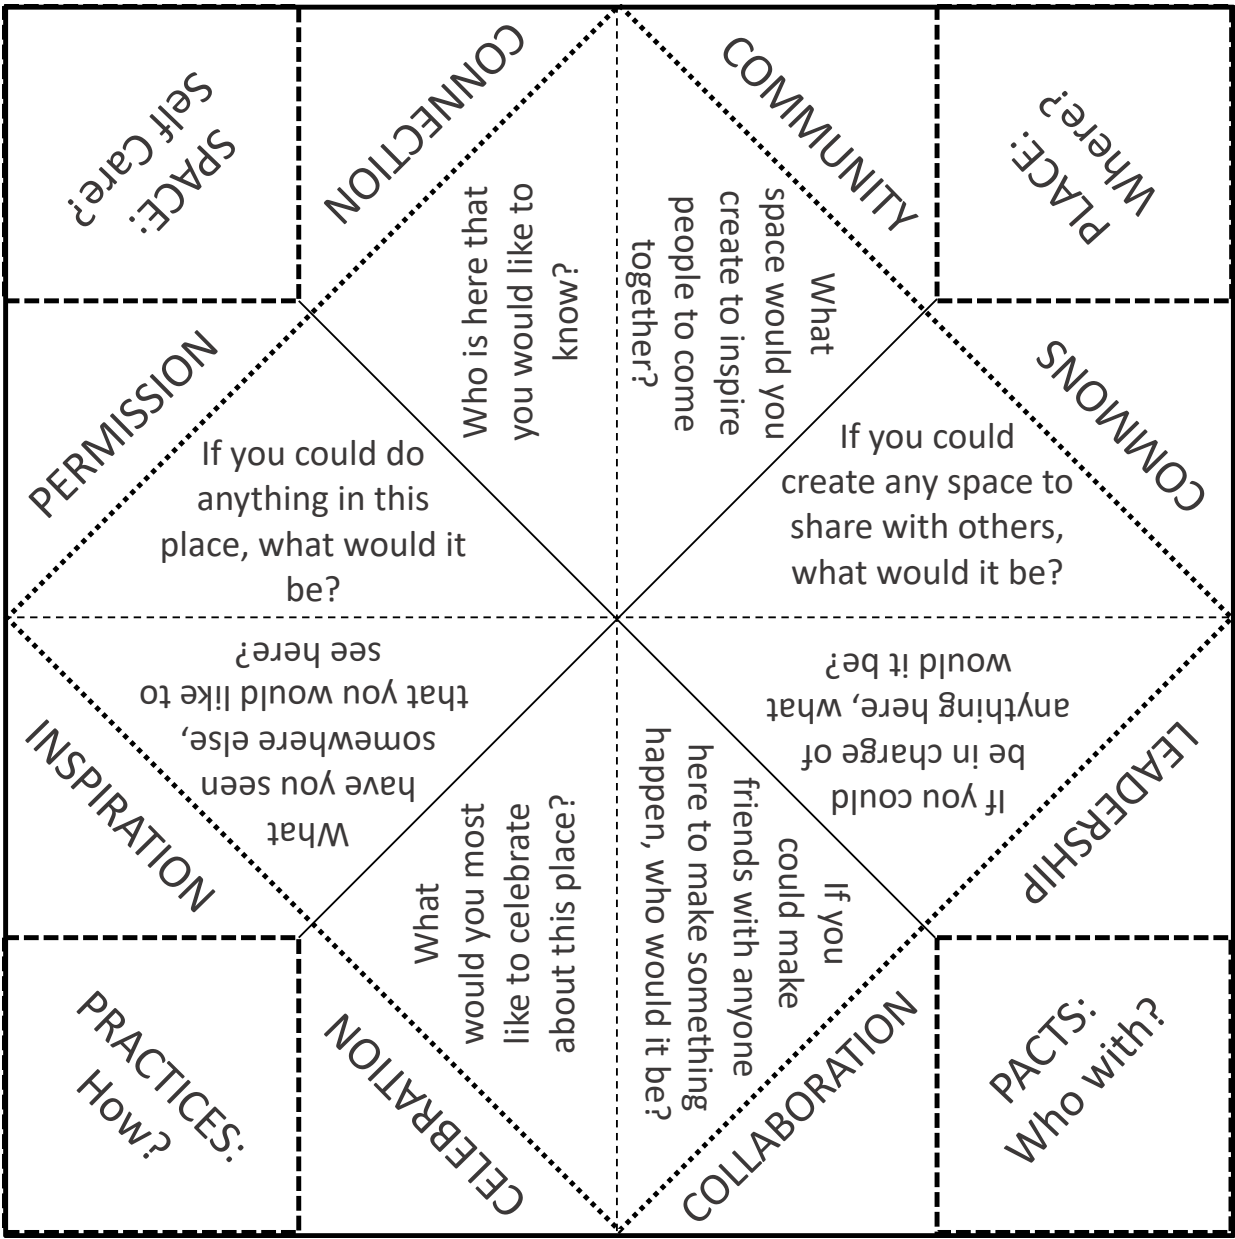 SPACE:
Self Care?
CONNECTION
COMMUNITY
PLACE:
Where?
PERMISSION
Who is here that
you would like to
know?
What
space would you
create to inspire
people to come
together?
COMMONS
If you could do
anything in this
place, what would it
be?
If you could
create any space to
share with others,
what would it be?
INSPIRATION
What
have you seen
somewhere else,
that you would like to
see here?
If you could
be in charge of
anything here, what
would it be?
LEADERSHIP
What
would you most
like to celebrate
about this place?
If you
could make
friends with anyone
here to make something
happen, who would it be?
PRACTICES:
How?
CELEBRATION
COLLABORATION
PACTS:
Who with?